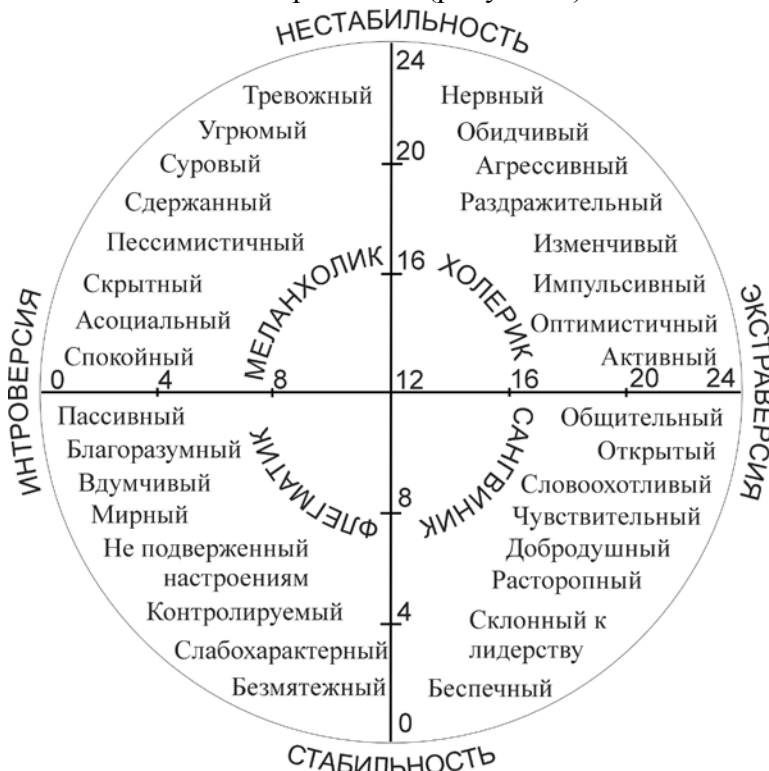 НЕСТАБИЛЬНОСТЬ
24
Тревожный
Нервный
Угрюмый
Обидчивый
20
Суровый
Агрессивный
Сдержанный
Раздражительный
Пессимистичный
Изменчивый
16
МЕЛАНХОЛИК
ХОЛЕРИК
Скрытный
Импульсивный
Асоциальный
Оптимистичный
Спокойный
Активный
ИНТРОВЕРСИЯ
ЭКСТРАВЕРСИЯ
0 4 8 12 16 20 24
Пассивный
Общительный
Благоразумный
Открытый
Вдумчивый
Словоохотливый
ФЛЕГМАТИК
САНГВИНИК
8
Мирный
Чувствительный
Не подверженный
настроениям
Добродушный
Расторопный
Контролируемый
4
Склонный к
лидерству
Слабохарактерный
Безмятежный
Беспечный
0
СТАБИЛЬНОСТЬ